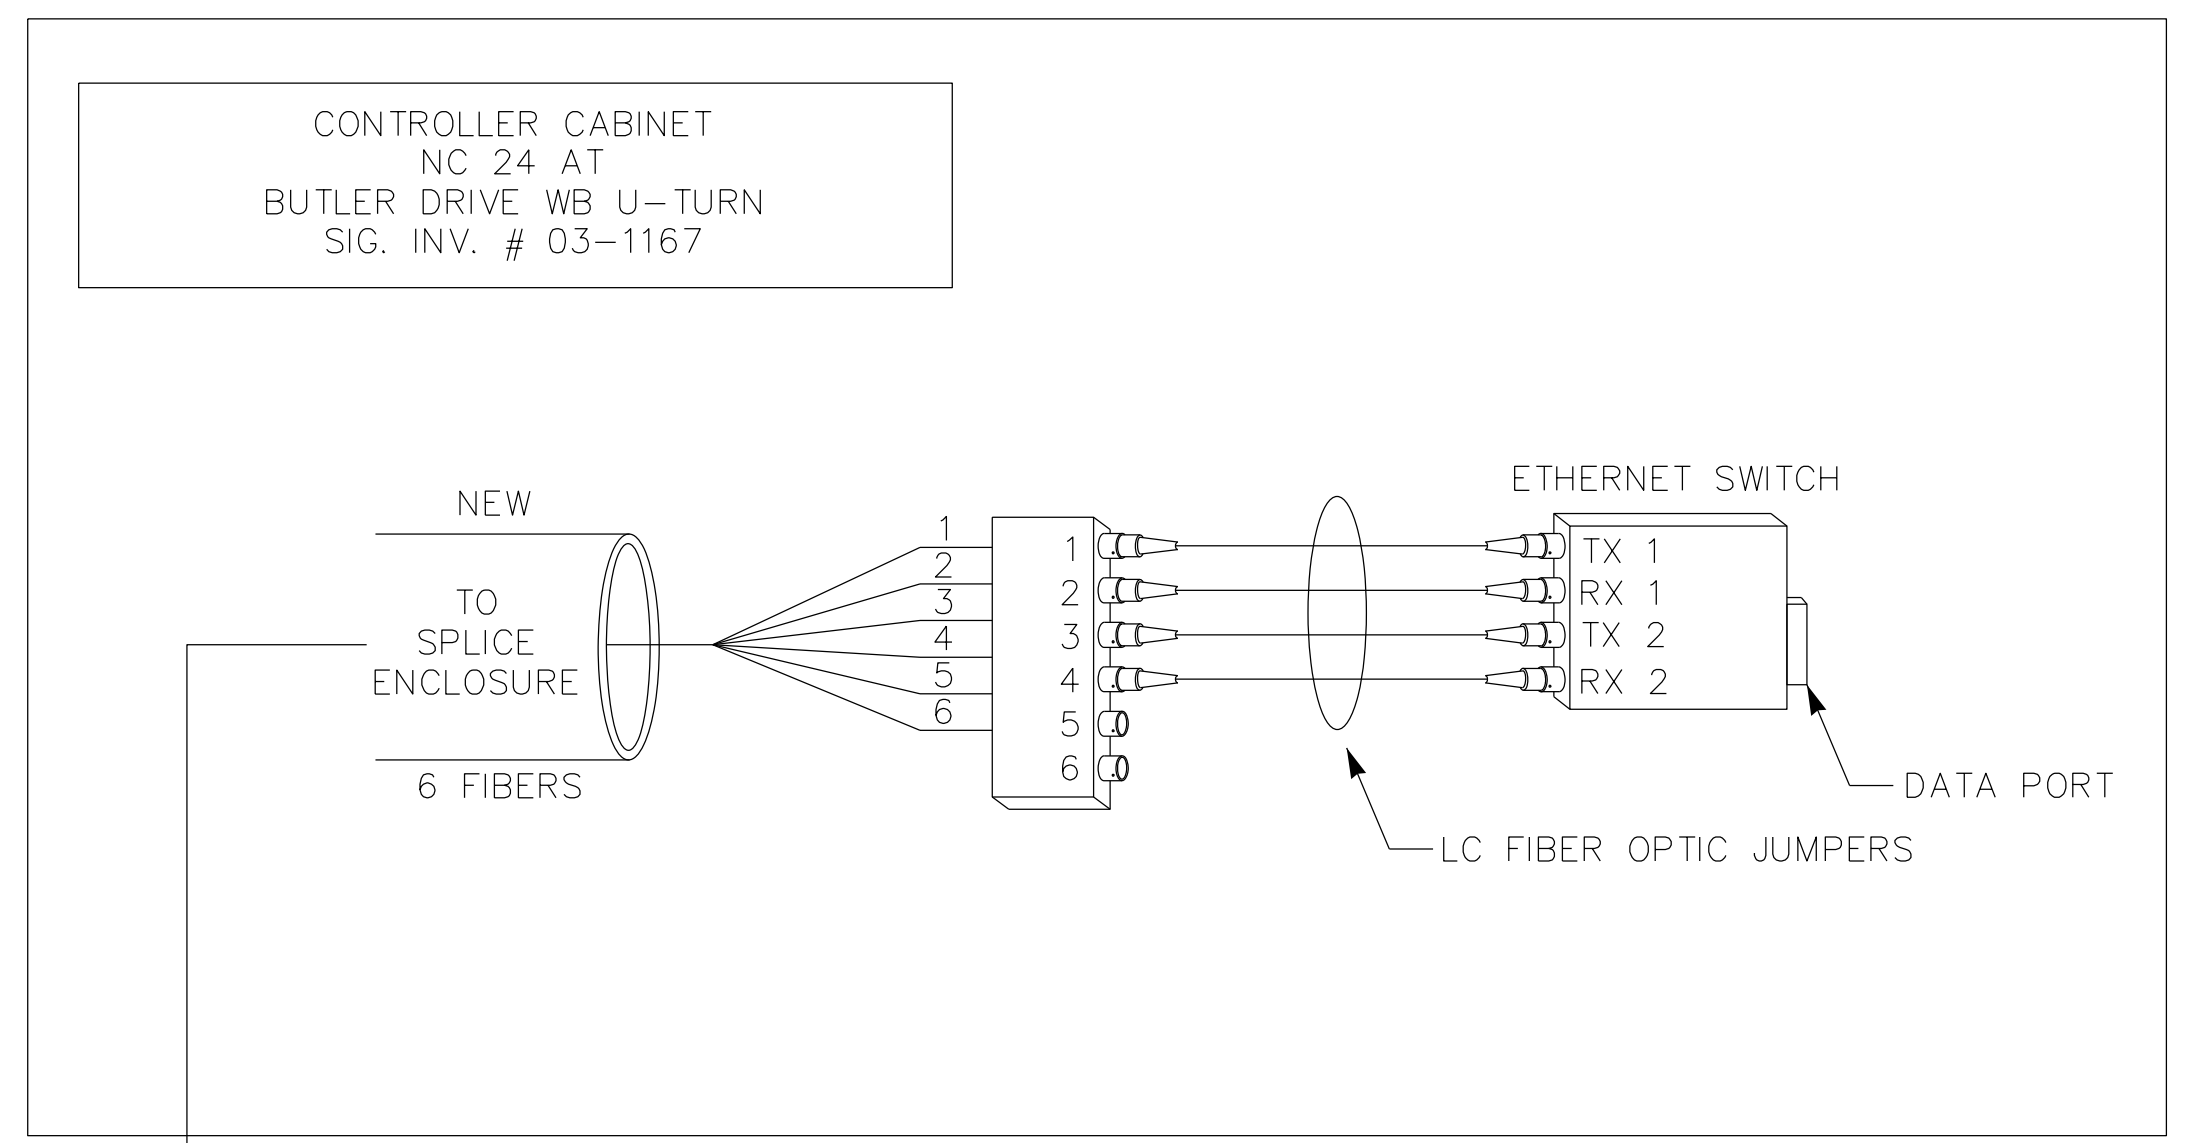 CONTROLLER CABINET
NC 24 AT
BUTLER DRIVE WB U-TURN
SIG. INV. # 03-1167
ETHERNET SWITCH
NEW
TO
SPLICE
ENCLOSURE
6 FIBERS
1
2
3
4
5
6
1
2
3
4
5
6
TX 1
RX 1
TX 2
RX 2
DATA PORT
LC FIBER OPTIC JUMPERS